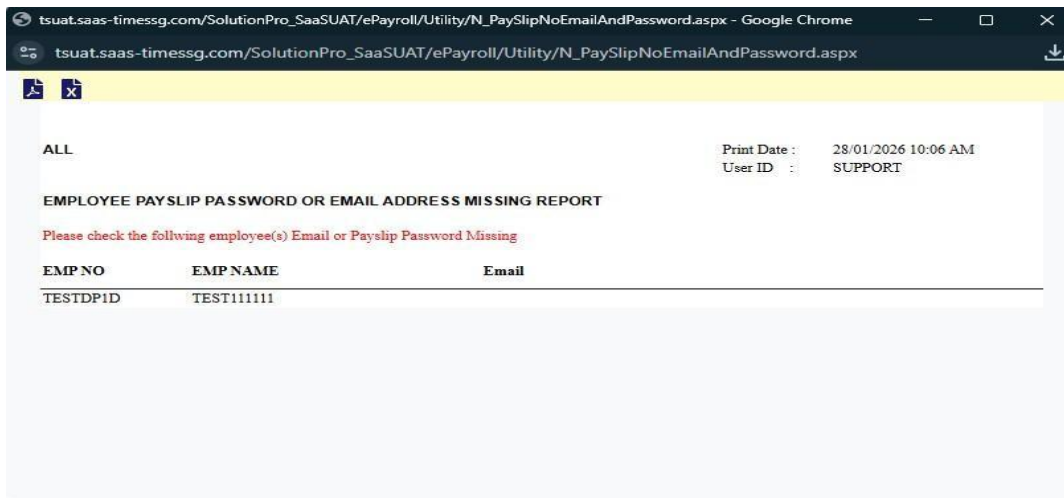 tsuat.saas-timessg.com/SolutionPro_SaaSUAT/ePayroll/Utility/N_PaySlipNoEmailAndPassword.aspx - Google Chrome
tsuat.saas-timessg.com/SolutionPro_SaaSUAT/ePayroll/Utility/N_PaySlipNoEmailAndPassword.aspx
ALL
Print Date : 28/01/2026 10:06 AM
User ID : SUPPORT
EMPLOYEE PAYSLIP PASSWORD OR EMAIL ADDRESS MISSING REPORT
Please check the follwing employee(s) Email or Payslip Password Missing
EMP NO EMP NAME Email
TESTDP1D TEST111111